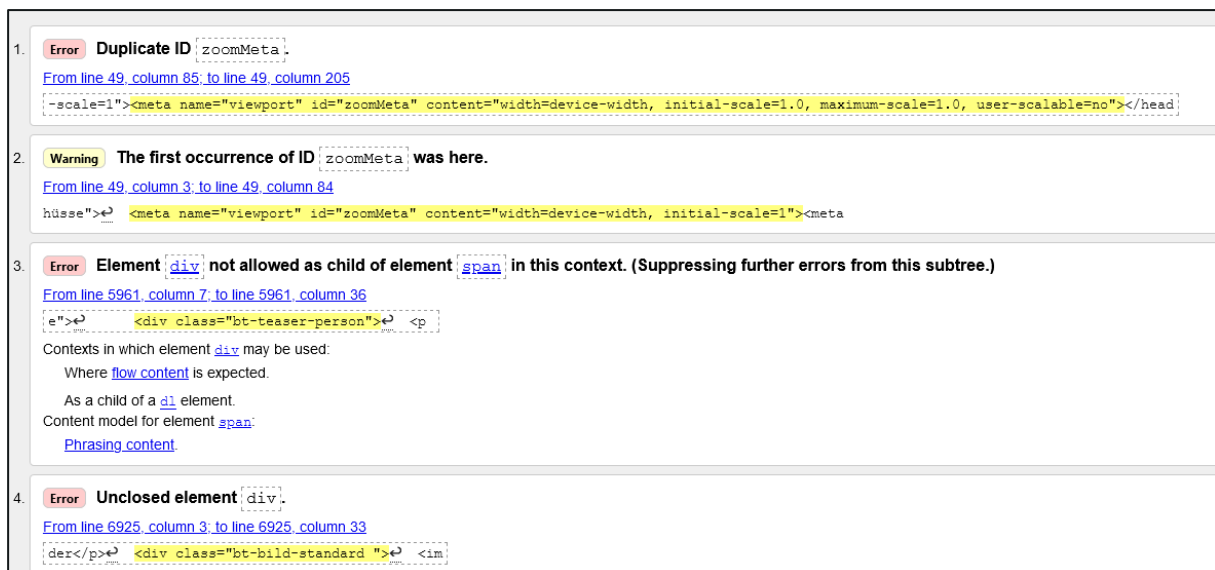 1. Error Duplicate ID zoomMeta.
From line 49, column 85; to line 49, column 205
-scale=1"><meta name="viewport" id="zoomMeta" content="width=device-width, initial-scale=1.0, maximum-scale=1.0, user-scalable=no"></head
2. Warning The first occurrence of ID zoomMeta was here.
From line 49, column 3; to line 49, column 84
hüsse">↩ <meta name="viewport" id="zoomMeta" content="width=device-width, initial-scale=1"><meta
3. Error Element div not allowed as child of element span in this context. (Suppressing further errors from this subtree.)
From line 5961, column 7; to line 5961, column 36
e">↩ <div class="bt-teaser-person">↩ <p
Contexts in which element div may be used:
Where flow content is expected.
As a child of a dl element.
Content model for element span:
Phrasing content.
4. Error Unclosed element div.
From line 6925, column 3; to line 6925, column 33
der</p>↩ <div class="bt-bild-standard ">↩ <im